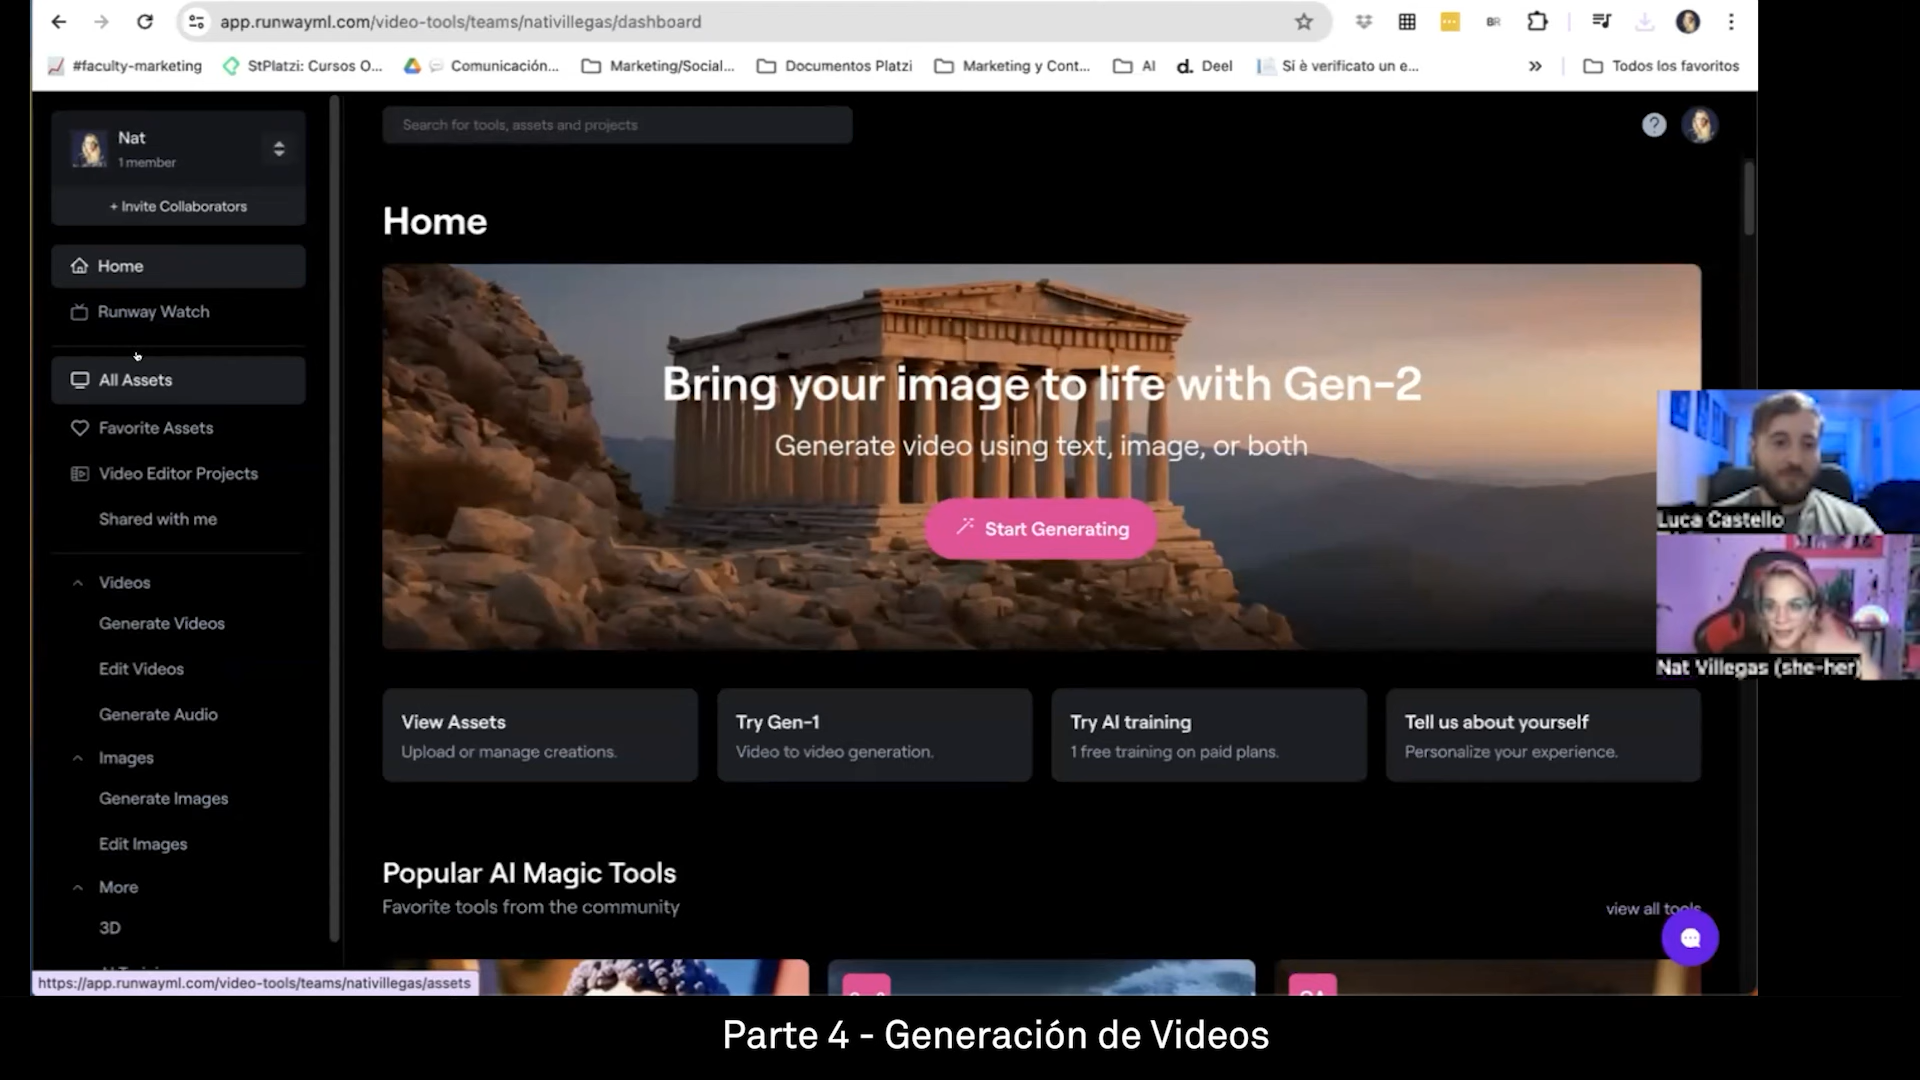 app.runwayml.com/video-tools/teams/nativillegas/dashboard
BR
#faculty-marketing
StPlatzi: Cursos O...
Comunicación...
Marketing/Social...
Documentos Platzi
Marketing y Cont...
AI
d. Deel
Si è verificato un e...
»
Todos los favoritos
Nat
1 member
+ Invite Collaborators
Home
Runway Watch
All Assets
Favorite Assets
Video Editor Projects
Shared with me
Videos
Generate Videos
Edit Videos
Generate Audio
Images
Generate Images
Edit Images
More
3D
https://app.runwayml.com/video-tools/teams/nativillegas/assets
Search for tools, assets and projects
?
Home
Bring your image to life with Gen-2
Generate video using text, image, or both
Start Generating
View Assets
Upload or manage creations.
Try Gen-1
Video to video generation.
Try AI training
1 free training on paid plans.
Tell us about yourself
Personalize your experience.
Popular AI Magic Tools
Favorite tools from the community
view all tools
Luca Castello
Nat Villegas (she-her)
Parte 4 - Generación de Videos